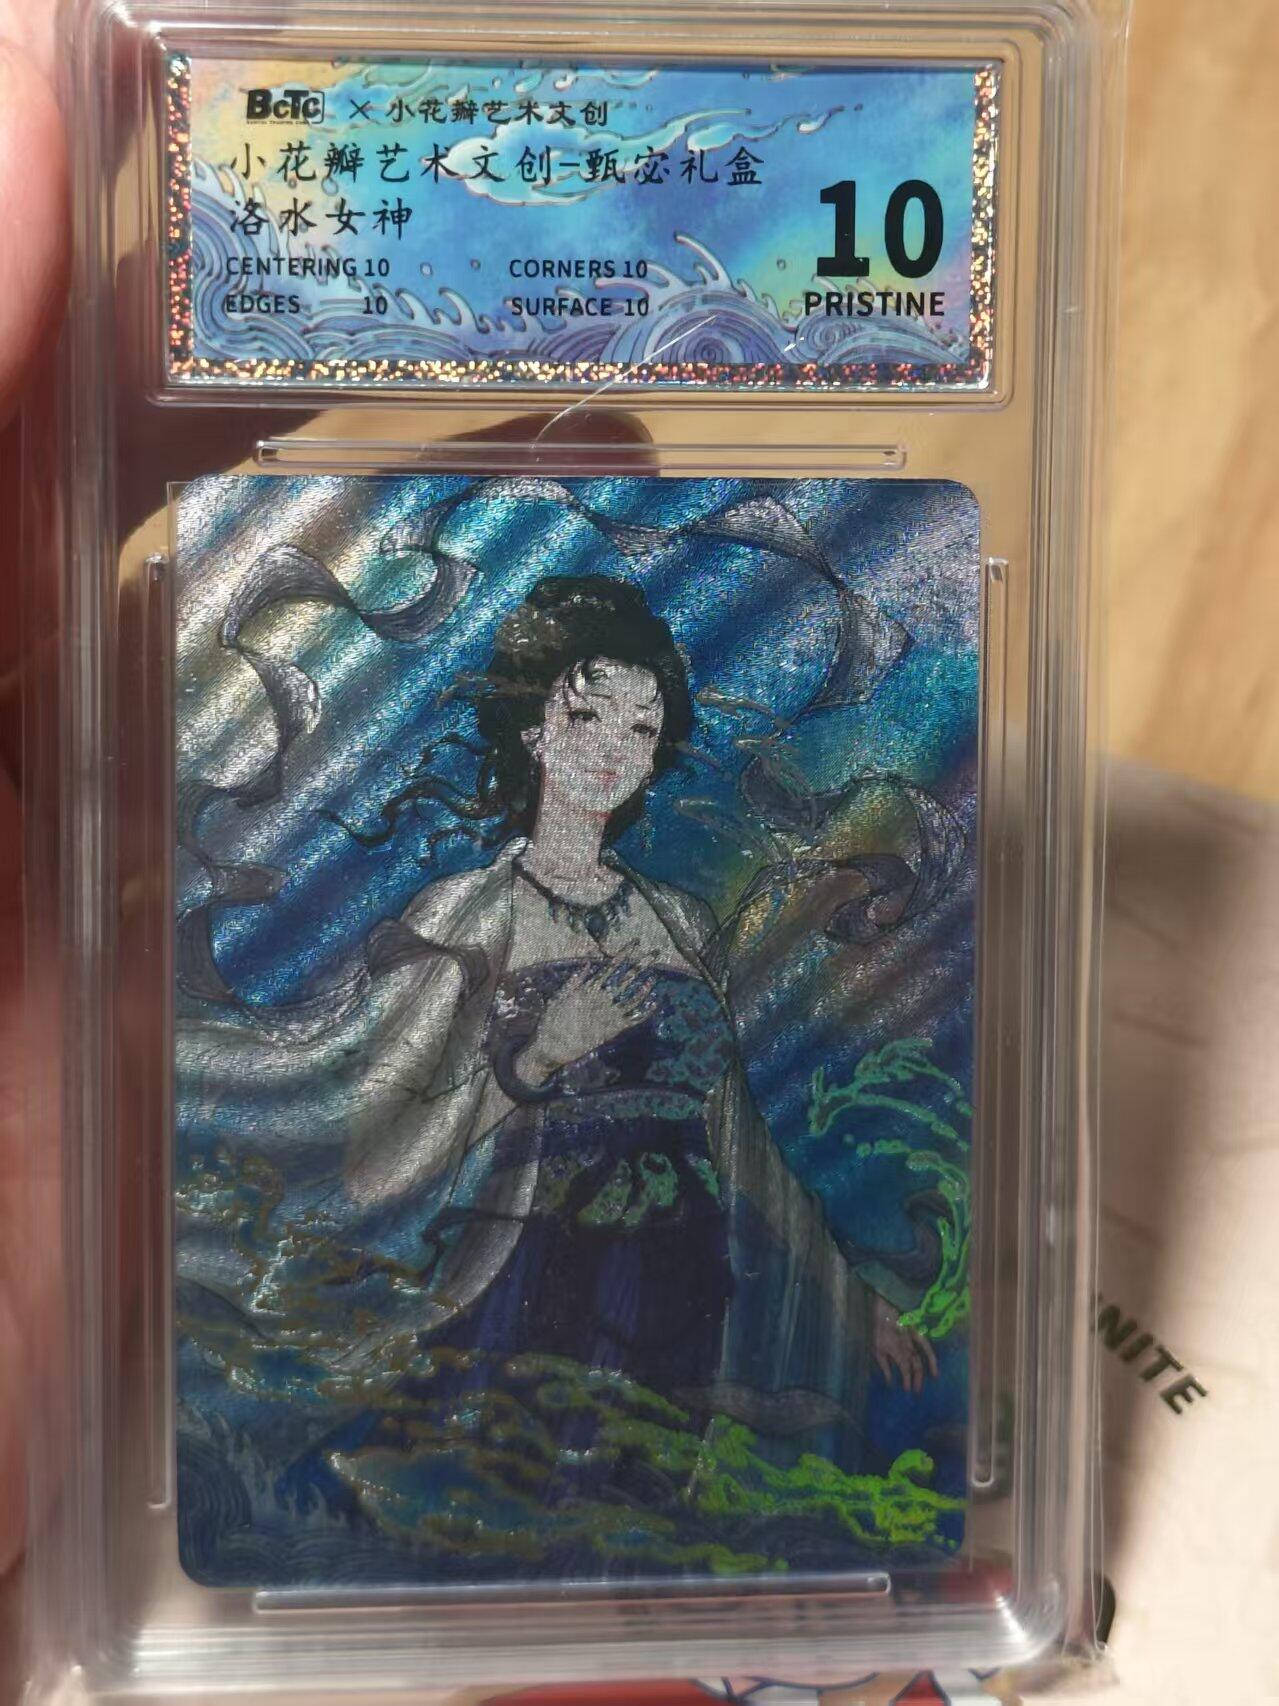 BCTC × 小花瓣艺术文创
小花瓣艺术文创-甄宓礼盒
洛水女神
CENTERING 10 CORNERS 10
EDGES 10 SURFACE 10
10
PRISTINE
NITE